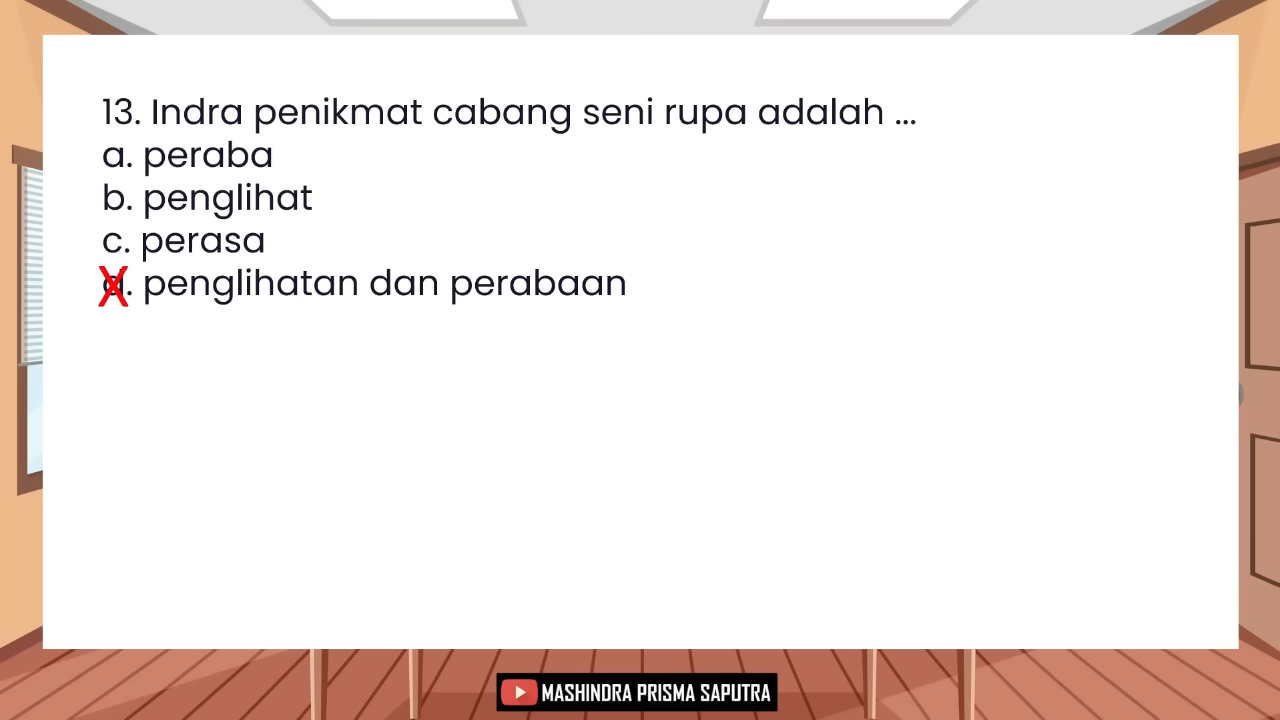 13. Indra penikmat cabang seni rupa adalah ...
a. peraba
b. penglihat
c. perasa
d. penglihatan dan perabaan
MASHINDRA PRISMA SAPUTRA